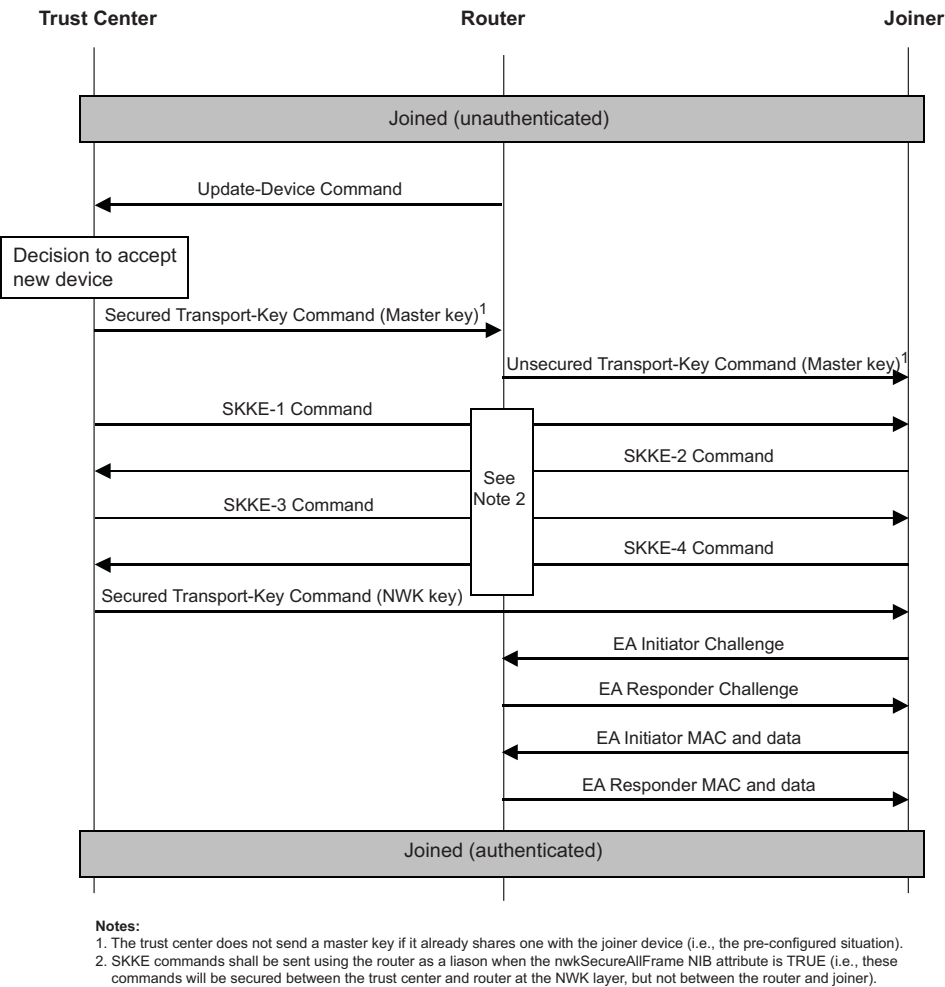 Trust Center Router Joiner
Joined (unauthenticated)
Update-Device Command
Decision to accept
new device
Secured Transport-Key Command (Master key)1
Unsecured Transport-Key Command (Master key)1
SKKE-1 Command
SKKE-2 Command
See
Note 2
SKKE-3 Command
SKKE-4 Command
Secured Transport-Key Command (NWK key)
EA Initiator Challenge
EA Responder Challenge
EA Initiator MAC and data
EA Responder MAC and data
Joined (authenticated)
Notes:
1. The trust center does not send a master key if it already shares one with the joiner device (i.e., the pre-configured situation).
2. SKKE commands shall be sent using the router as a liason when the nwkSecureAllFrame NIB attribute is TRUE (i.e., these
commands will be secured between the trust center and router at the NWK layer, but not between the router and joiner).